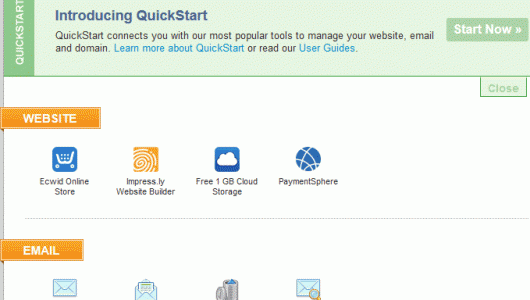 QUICKSTART
Introducing QuickStart
QuickStart connects you with our most popular tools to manage your website, email
and domain. Learn more about QuickStart or read our User Guides.
Start Now »
Close
WEBSITE
Ecwid Online
Store
Impress.ly
Website Builder
Free 1 GB Cloud
Storage
PaymentSphere
EMAIL